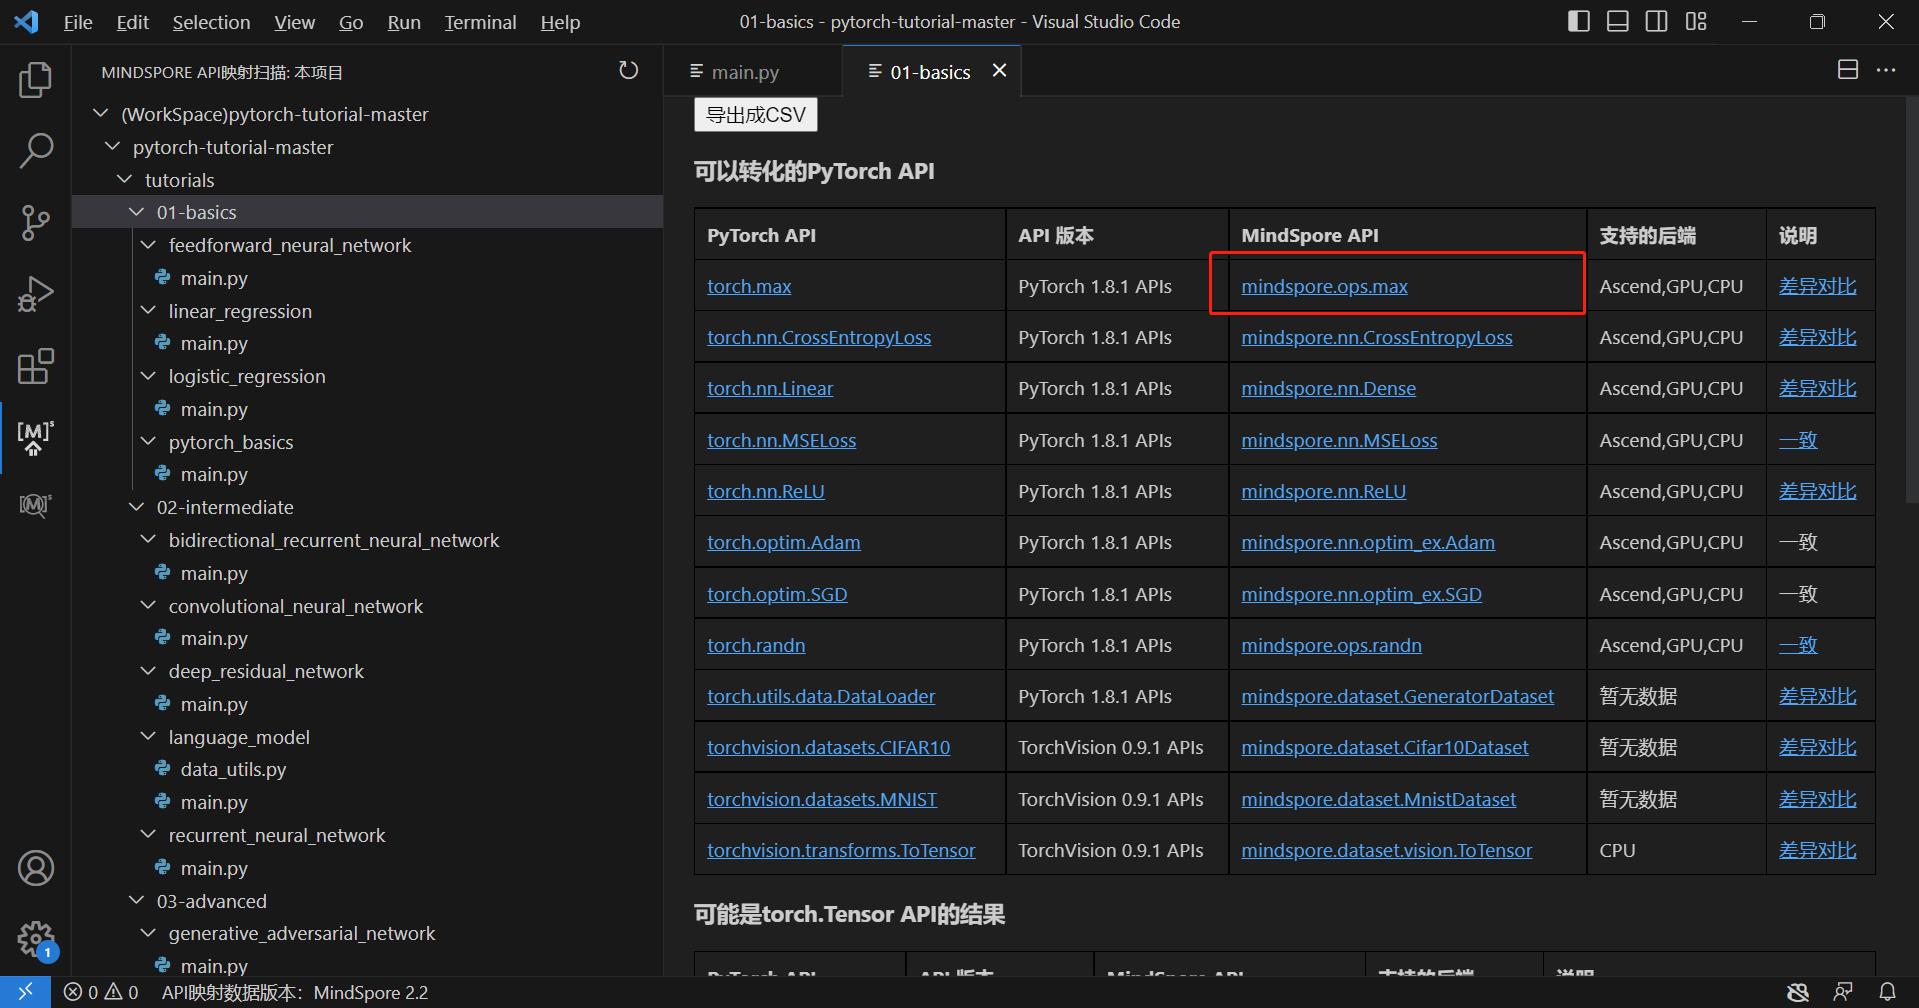 File Edit Selection View Go Run Terminal Help
01-basics - pytorch-tutorial-master - Visual Studio Code
MINDSPORE API映射扫描: 本项目
(WorkSpace)pytorch-tutorial-master
pytorch-tutorial-master
tutorials
01-basics
feedforward_neural_network
main.py
linear_regression
main.py
logistic_regression
main.py
pytorch_basics
main.py
02-intermediate
bidirectional_recurrent_neural_network
main.py
convolutional_neural_network
main.py
deep_residual_network
main.py
language_model
data_utils.py
main.py
recurrent_neural_network
main.py
03-advanced
generative_adversarial_network
main.py
main.py 01-basics
导出成CSV
可以转化的PyTorch API
PyTorch API API 版本 MindSpore API 支持的后端 说明
torch.max PyTorch 1.8.1 APIs mindspore.ops.max Ascend,GPU,CPU 差异对比
torch.nn.CrossEntropyLoss PyTorch 1.8.1 APIs mindspore.nn.CrossEntropyLoss Ascend,GPU,CPU 差异对比
torch.nn.Linear PyTorch 1.8.1 APIs mindspore.nn.Dense Ascend,GPU,CPU 差异对比
torch.nn.MSELoss PyTorch 1.8.1 APIs mindspore.nn.MSELoss Ascend,GPU,CPU 一致
torch.nn.ReLU PyTorch 1.8.1 APIs mindspore.nn.ReLU Ascend,GPU,CPU 差异对比
torch.optim.Adam PyTorch 1.8.1 APIs mindspore.nn.optim_ex.Adam Ascend,GPU,CPU 一致
torch.optim.SGD PyTorch 1.8.1 APIs mindspore.nn.optim_ex.SGD Ascend,GPU,CPU 一致
torch.randn PyTorch 1.8.1 APIs mindspore.ops.randn Ascend,GPU,CPU 一致
torch.utils.data.DataLoader PyTorch 1.8.1 APIs mindspore.dataset.GeneratorDataset 暂无数据 差异对比
torchvision.datasets.CIFAR10 TorchVision 0.9.1 APIs mindspore.dataset.Cifar10Dataset 暂无数据 差异对比
torchvision.datasets.MNIST TorchVision 0.9.1 APIs mindspore.dataset.MnistDataset 暂无数据 差异对比
torchvision.transforms.ToTensor TorchVision 0.9.1 APIs mindspore.dataset.vision.ToTensor CPU 差异对比
可能是torch.Tensor API的结果
PyTorch API API 版本 MindSpore API 支持的后端 说明
1
0 0 API映射数据版本: MindSpore 2.2